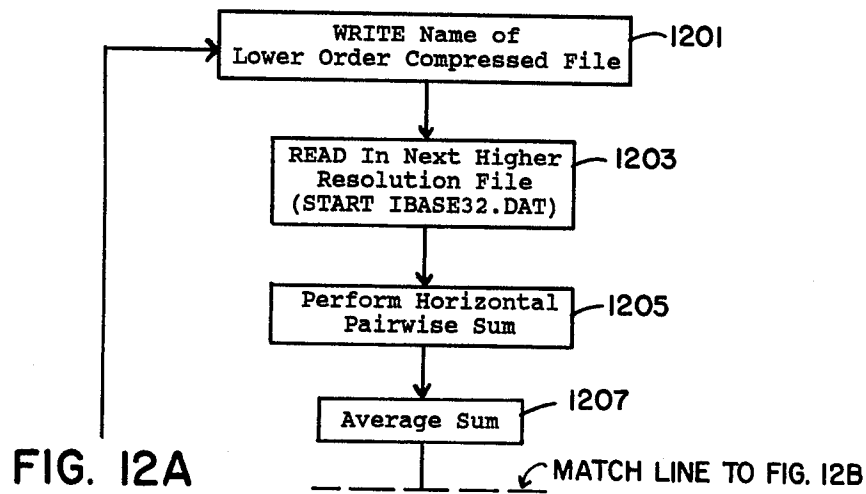 WRITE Name of
Lower Order Compressed File
1201
READ In Next Higher
Resolution File
(START IBASE32.DAT)
1203
Perform Horizontal
Pairwise Sum
1205
Average Sum
1207
FIG. 12A
MATCH LINE TO FIG. 12B